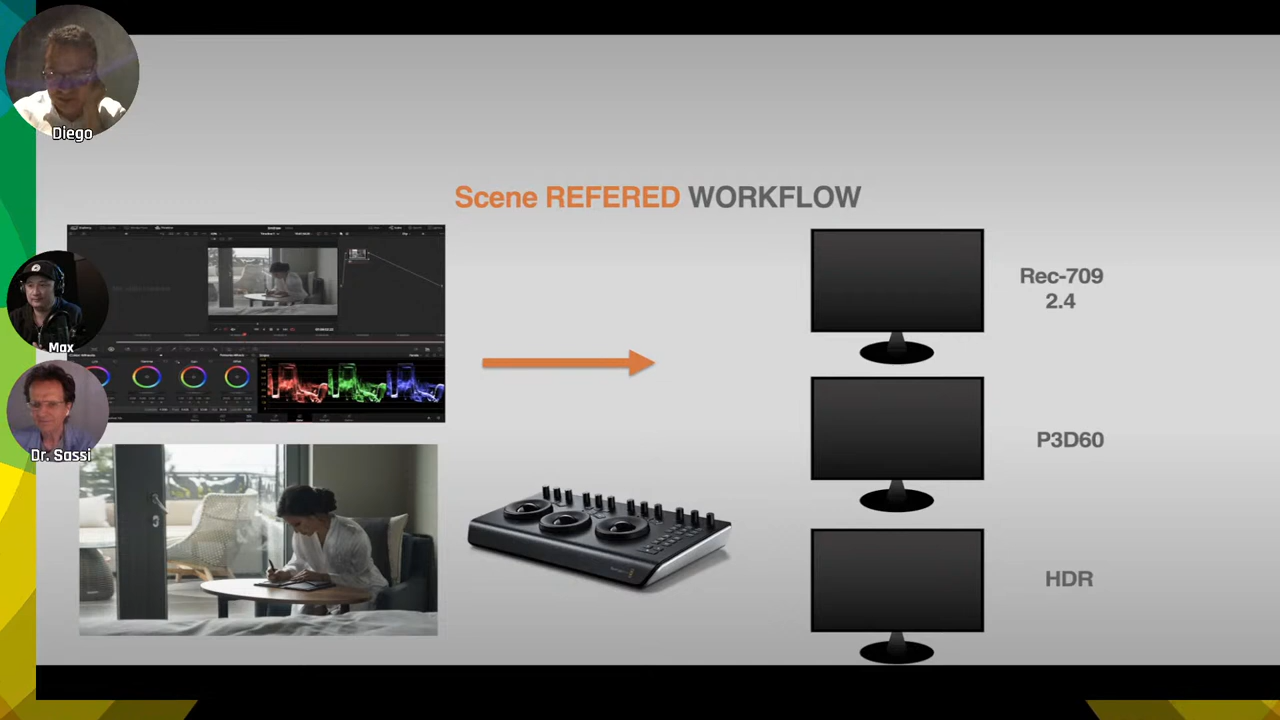 Diego
Scene REFERED WORKFLOW
Rec-709
2.4
Max
P3D60
Dr. Sassi
HDR